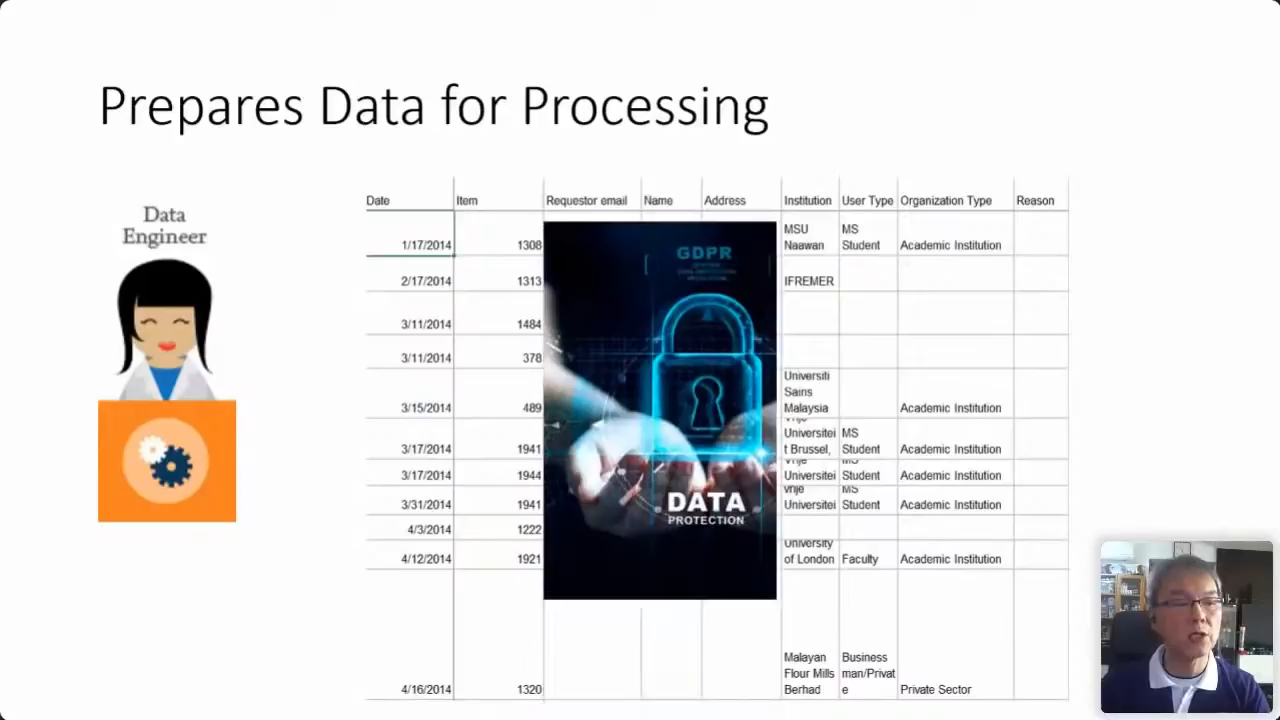 Prepares Data for Processing
Data
Engineer
Date Item Requestor email Name Address Institution User Type Organization Type Reason
MSU MS
1/17/2014 1308 Naawan Student Academic Institution
2/17/2014 1313 IFREMER
3/11/2014 1484
3/11/2014 378
Universiti
Sains
3/15/2014 489 Malaysia Academic Institution
Vrije
Universitei MS
3/17/2014 1941 t Brussel, Student Academic Institution
Vrije MS
3/17/2014 1944 Universitei Student Academic Institution
Vrije MS
3/31/2014 1941 Universitei Student Academic Institution
4/3/2014 1222
University
4/12/2014 1921 of London Faculty Academic Institution
Malayan Business
Flour Mills man/Privat
4/16/2014 1320 Berhad e Private Sector
GDPR
DATA
PROTECTION